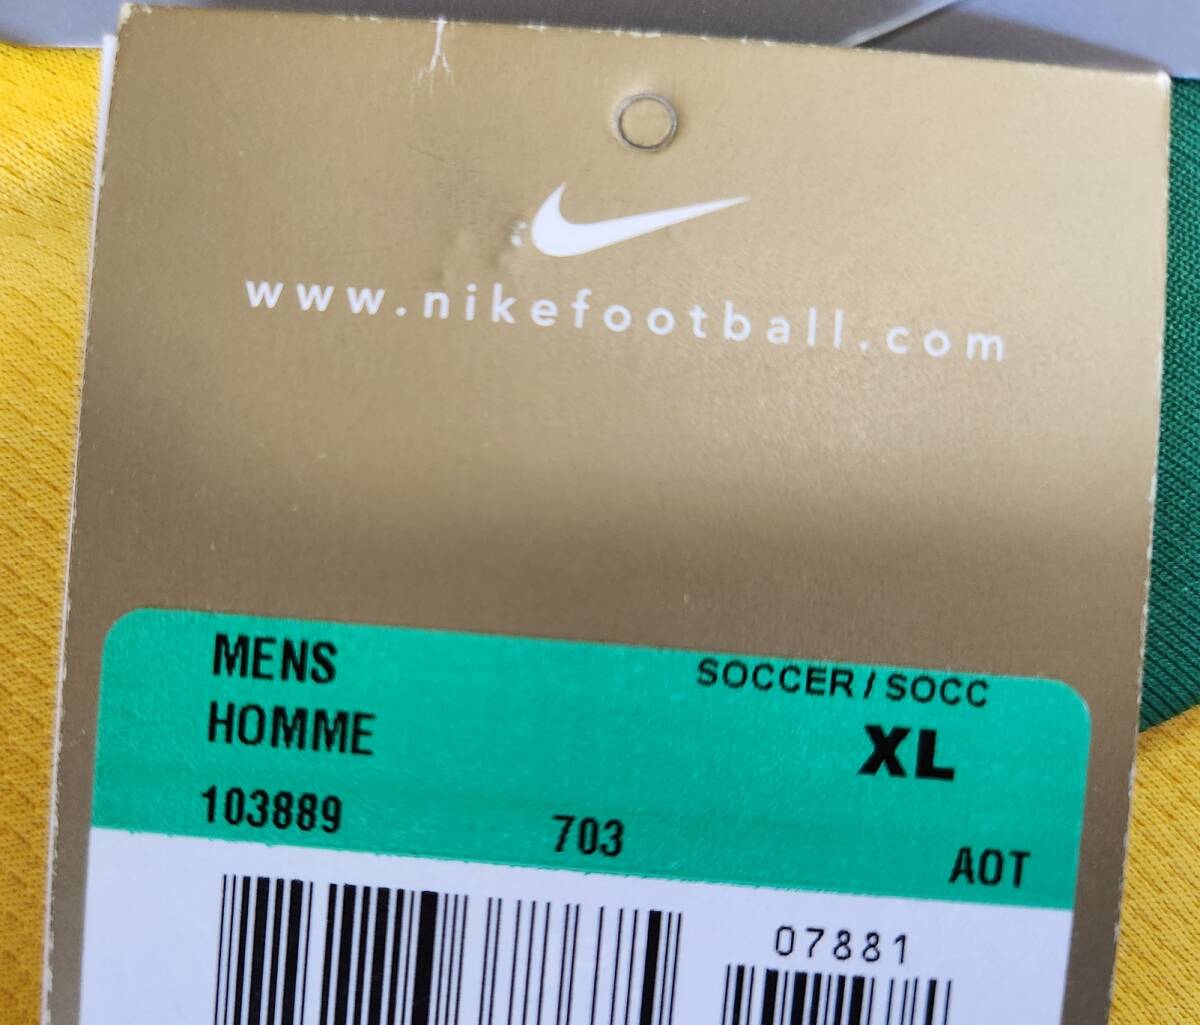 www.nikefootball.com
MENS
SOCCER / SOCC
HOMME
XL
103889
703
AOT
07881